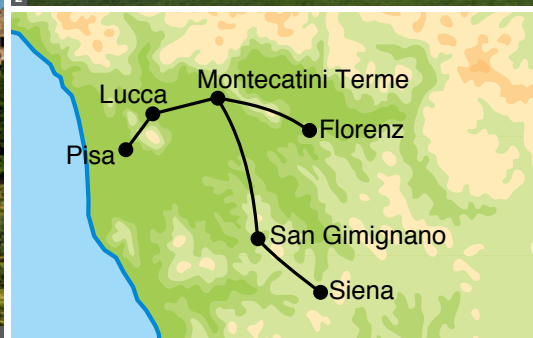 Montecatini Terme
Lucca
Florenz
Pisa
San Gimignano
Siena